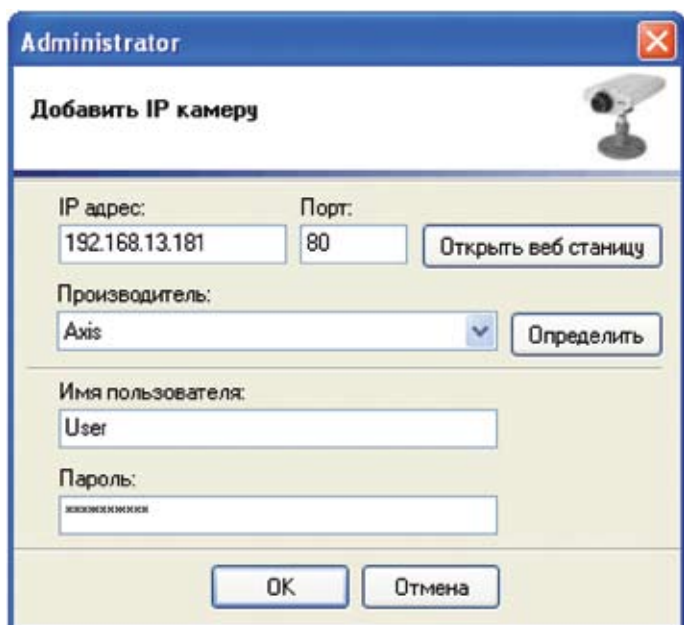 Administrator
Добавить IP камеру
IP адрес: Порт:
192.168.13.181 80 Открыть веб станицу
Производитель:
Axis Определить
Имя пользователя:
User
Пароль:
**********
OK Отмена